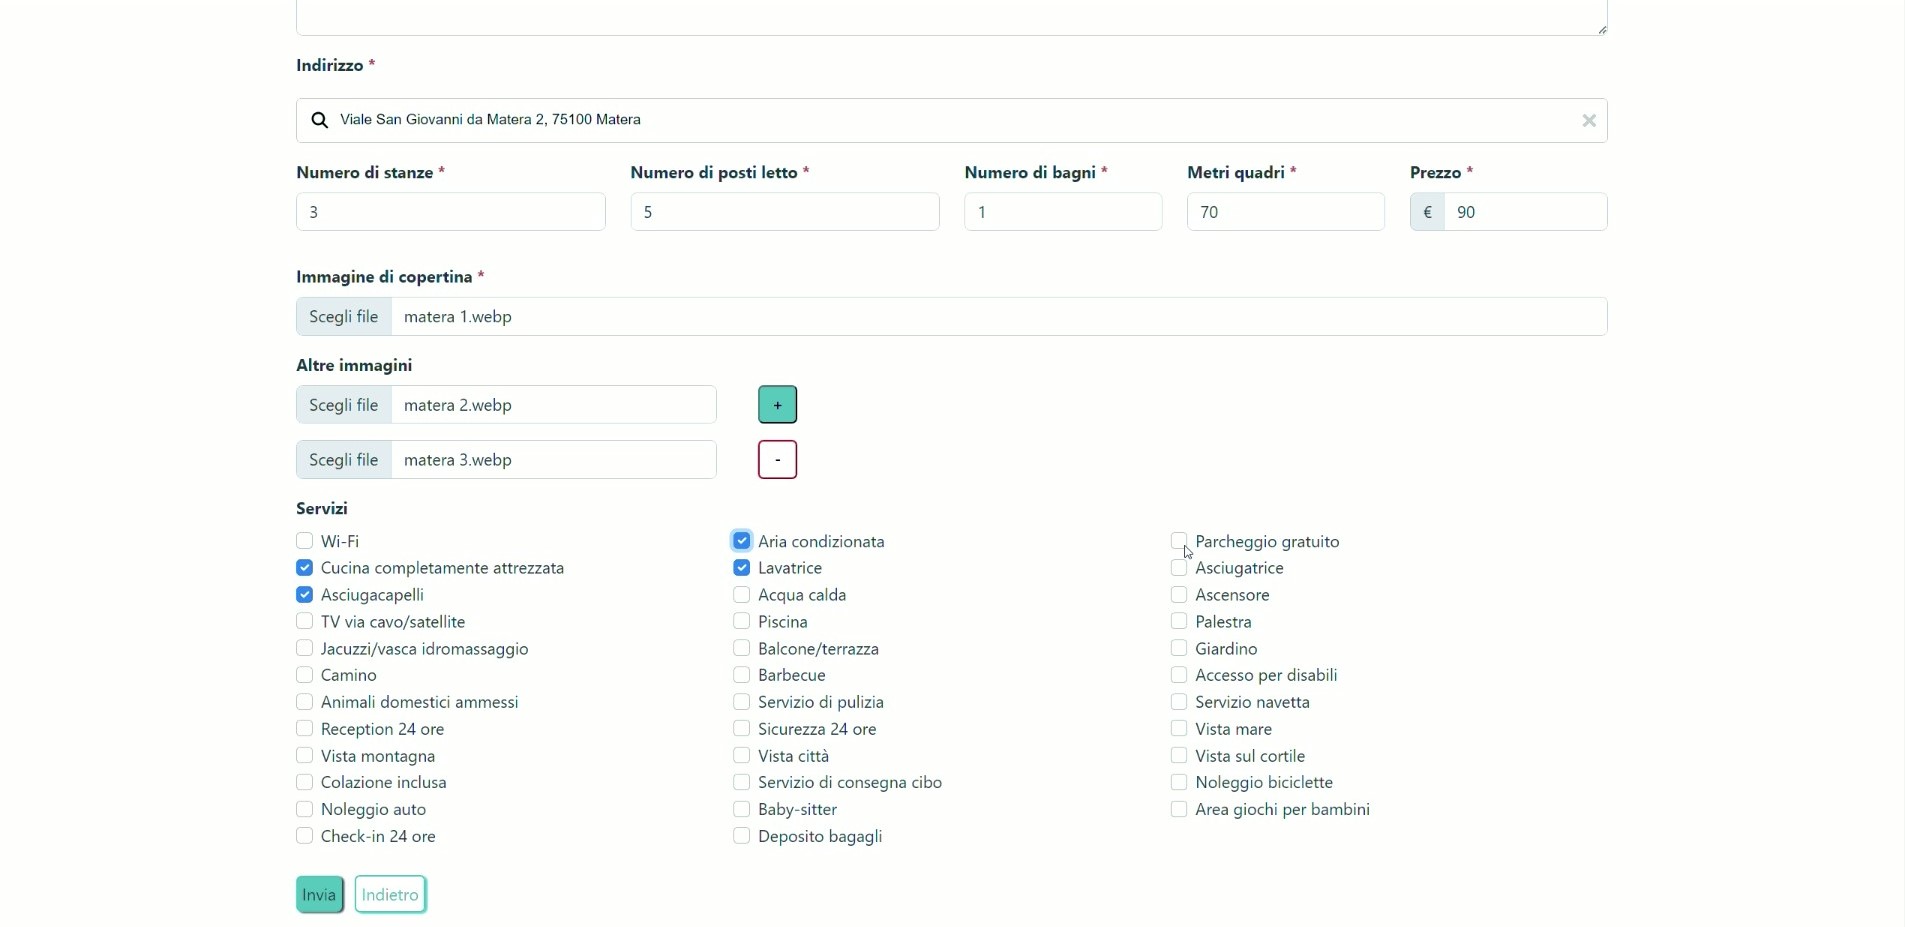 Indirizzo *
Viale San Giovanni da Matera 2, 75100 Matera
Numero di stanze * Numero di posti letto * Numero di bagni * Metri quadri * Prezzo *
3 5 1 70 € 90
Immagine di copertina *
Scegli file matera 1.webp
Altre immagini
Scegli file matera 2.webp +
Scegli file matera 3.webp -
Servizi
Wi-Fi Aria condizionata Parcheggio gratuito
Cucina completamente attrezzata Lavatrice Asciugatrice
Asciugacapelli Acqua calda Ascensore
TV via cavo/satellite Piscina Palestra
Jacuzzi/vasca idromassaggio Balcone/terrazza Giardino
Camino Barbecue Accesso per disabili
Animali domestici ammessi Servizio di pulizia Servizio navetta
Reception 24 ore Sicurezza 24 ore Vista mare
Vista montagna Vista città Vista sul cortile
Colazione inclusa Servizio di consegna cibo Noleggio biciclette
Noleggio auto Baby-sitter Area giochi per bambini
Check-in 24 ore Deposito bagagli
Invia Indietro